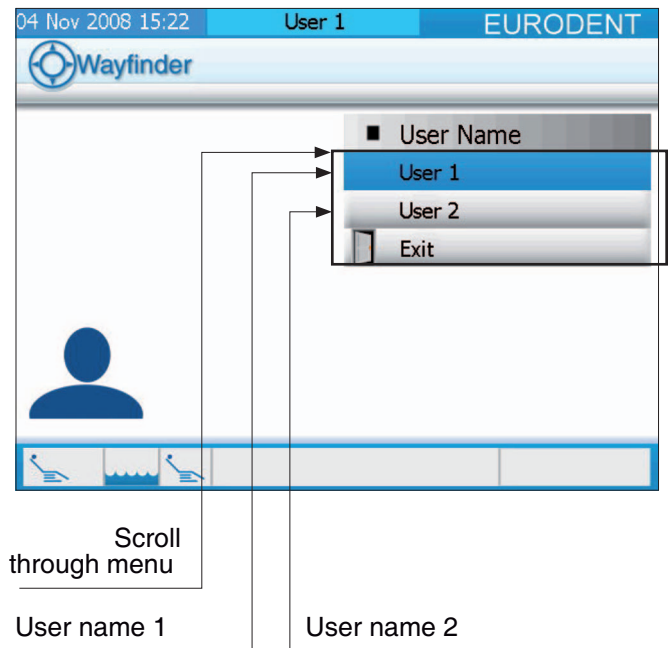 04 Nov 2008 15:22 User 1 EURODENT
Wayfinder
User Name
User 1
User 2
Exit
Scroll
through menu
User name 1 User name 2